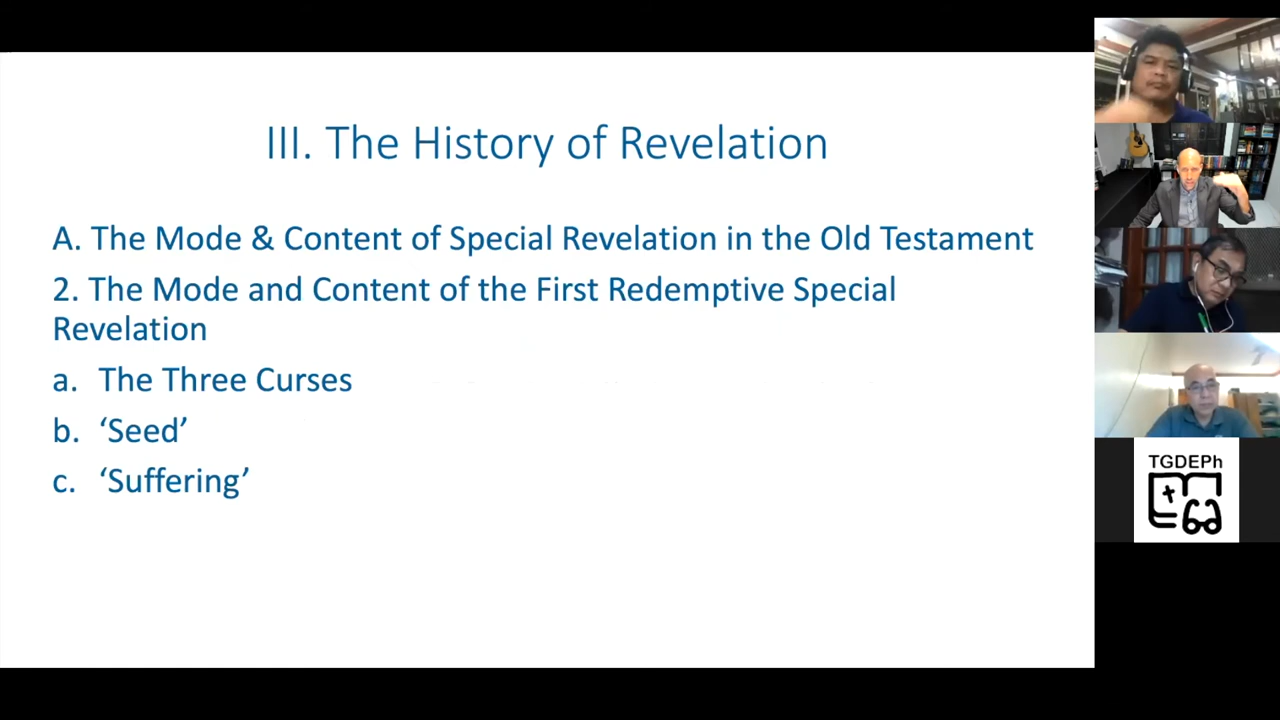 III. The History of Revelation
A. The Mode & Content of Special Revelation in the Old Testament
2. The Mode and Content of the First Redemptive Special
Revelation
a. The Three Curses
b. ‘Seed’
c. ‘Suffering’
TGDEPh